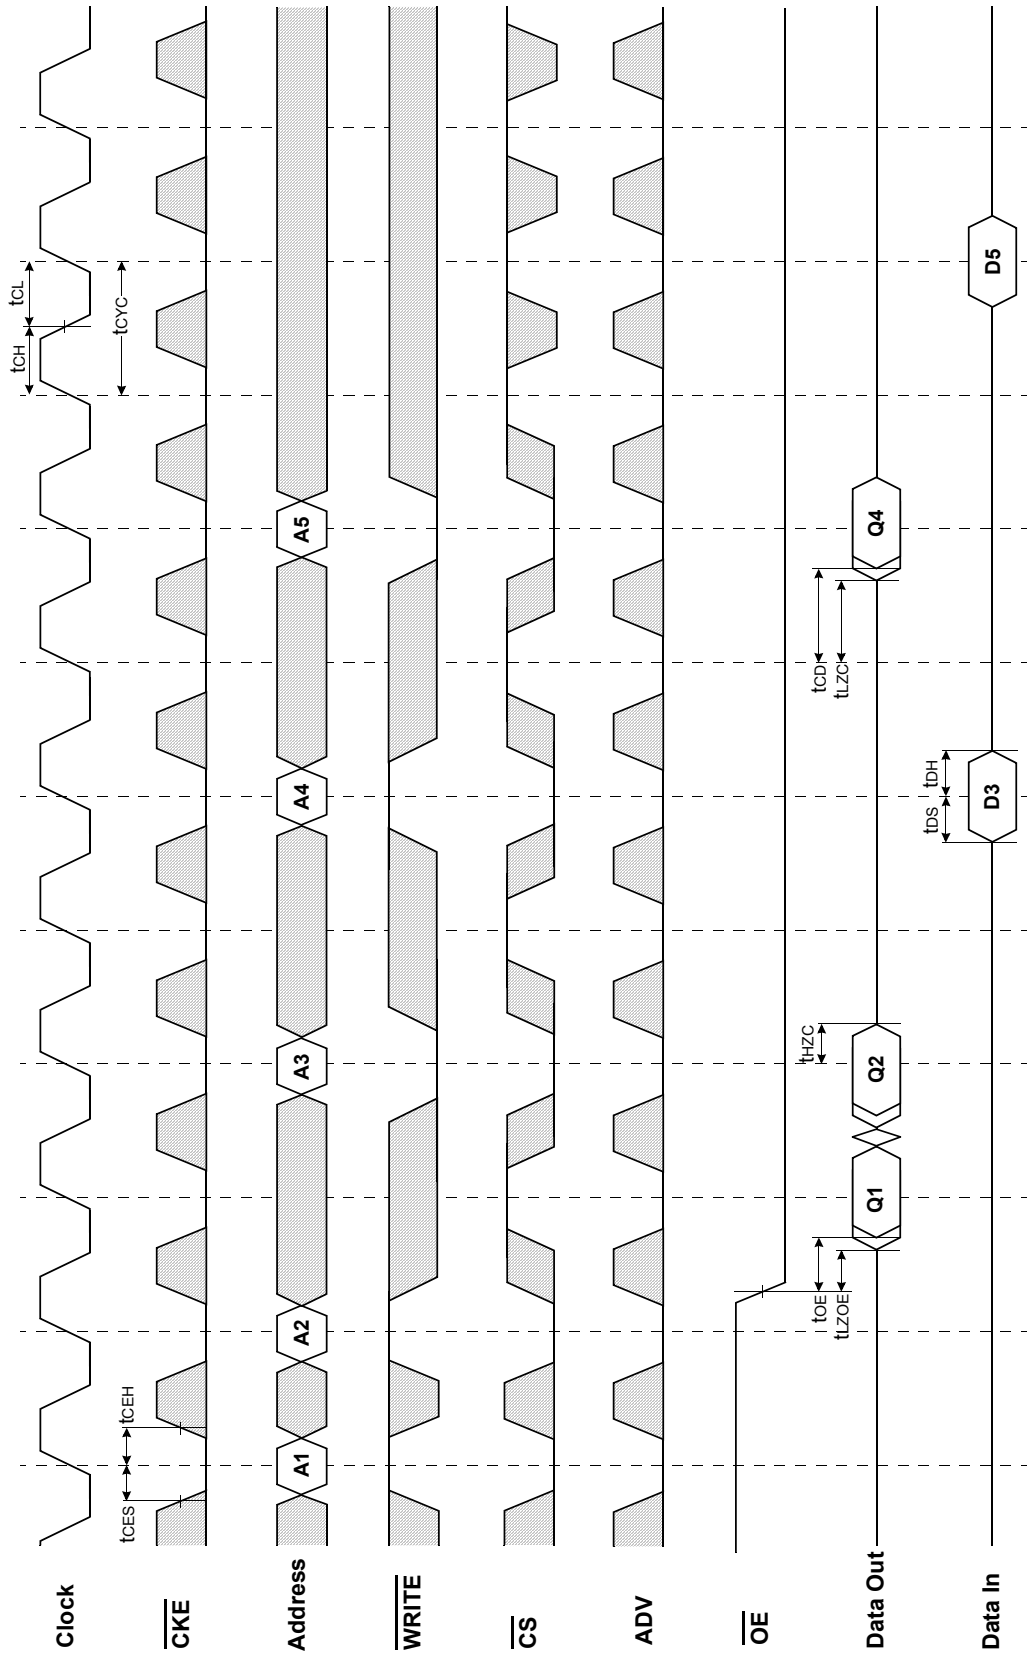 Clock
tCH
tCL
tCES
tCEH
tCYC
CKE
Address
A1
A2
A3
A4
A5
WRITE
CS
ADV
OE
tOE
tLZOE
tHZC
tCD
tLZC
Data Out
Q1
Q2
Q4
tDS
tDH
Data In
D3
D5